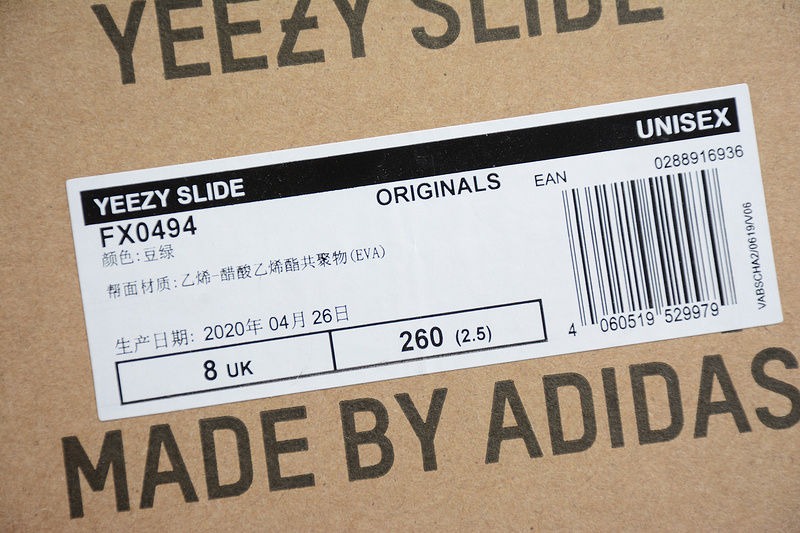 YEEZY SLIDE
UNISEX
YEEZY SLIDE
ORIGINALS
EAN
0288916936
FX0494
颜色:豆绿
帮面材质:乙烯-醋酸乙烯酯共聚物(EVA)
生产日期: 2020年 04月 26日
8 UK
260 (2.5)
4 060519 529979
VABSCHA2/0619/V06
MADE BY ADIDAS